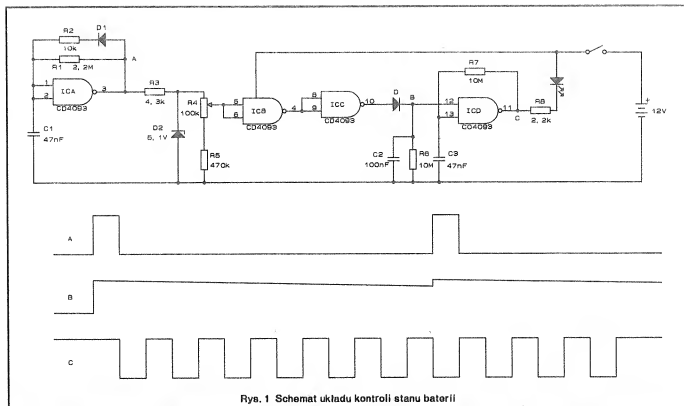 R2
10k
D1
R1 2, 2M
A
1
2
ICA
3
CD4093
C1
47nF
R3
4, 3k
D2
5, 1V
R4
100k
R5
470k
5
6
ICB
4
CD4093
8
9
ICC
10
CD4093
D
B
C2
100nF
R6
10M
R7
10M
12
13
ICD
11
CD4093
C
C3
47nF
R8
2, 2k
+
12V
A
B
C
Rys. 1 Schemat układu kontroli stanu baterii